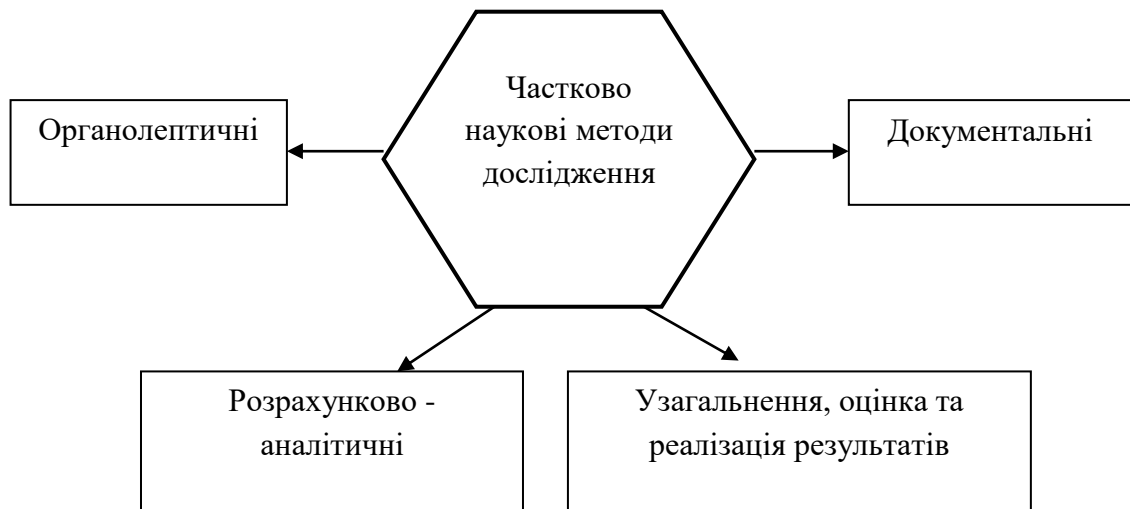 Частково
наукові методи
дослідження
Органолептичні
Документальні
Розрахунково -
аналітичні
Узагальнення, оцінка та
реалізація результатів